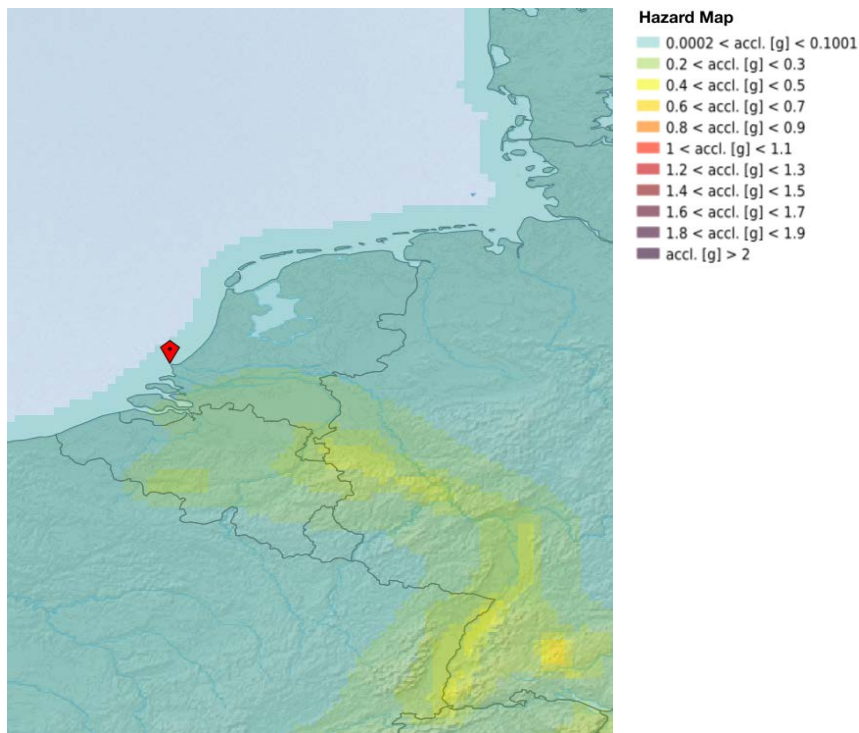 Hazard Map
0.0002 < accl. [g] < 0.1001
0.2 < accl. [g] < 0.3
0.4 < accl. [g] < 0.5
0.6 < accl. [g] < 0.7
0.8 < accl. [g] < 0.9
1 < accl. [g] < 1.1
1.2 < accl. [g] < 1.3
1.4 < accl. [g] < 1.5
1.6 < accl. [g] < 1.7
1.8 < accl. [g] < 1.9
accl. [g] > 2